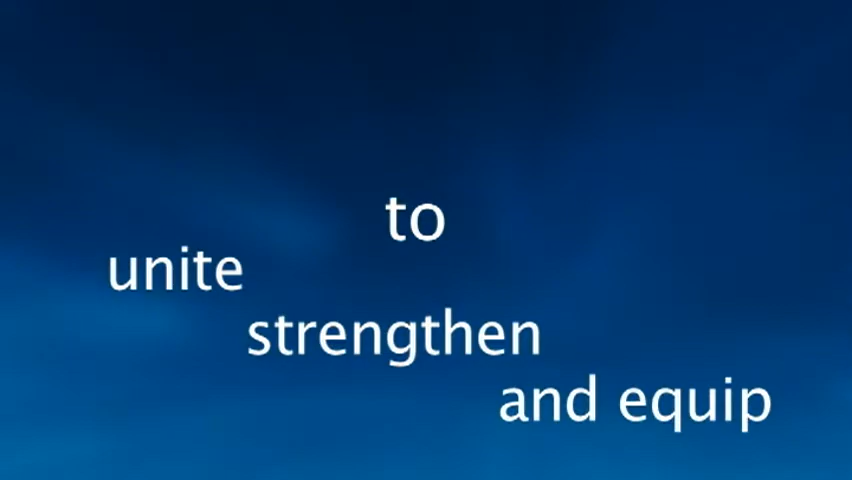 to
unite
strengthen
and equip